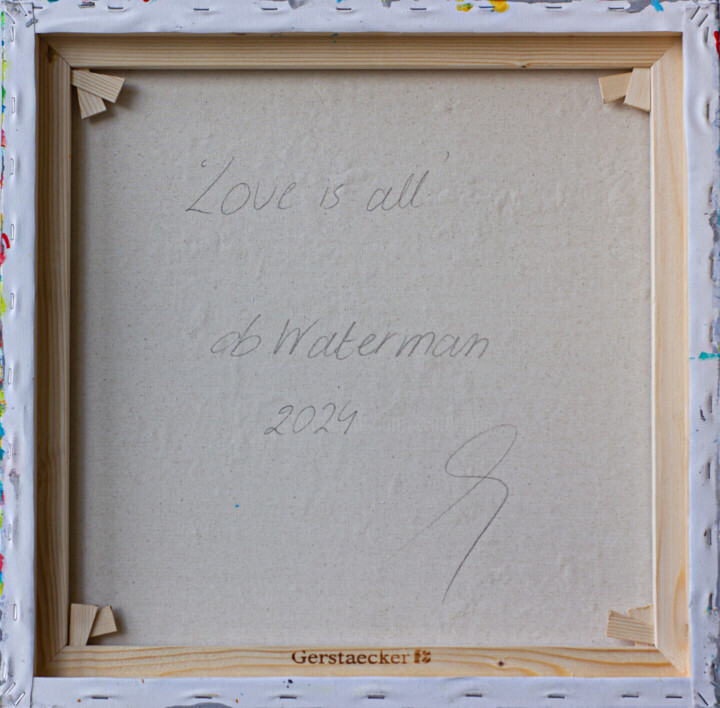 'Love is all'
ab Waterman
2024
Gerstaecker